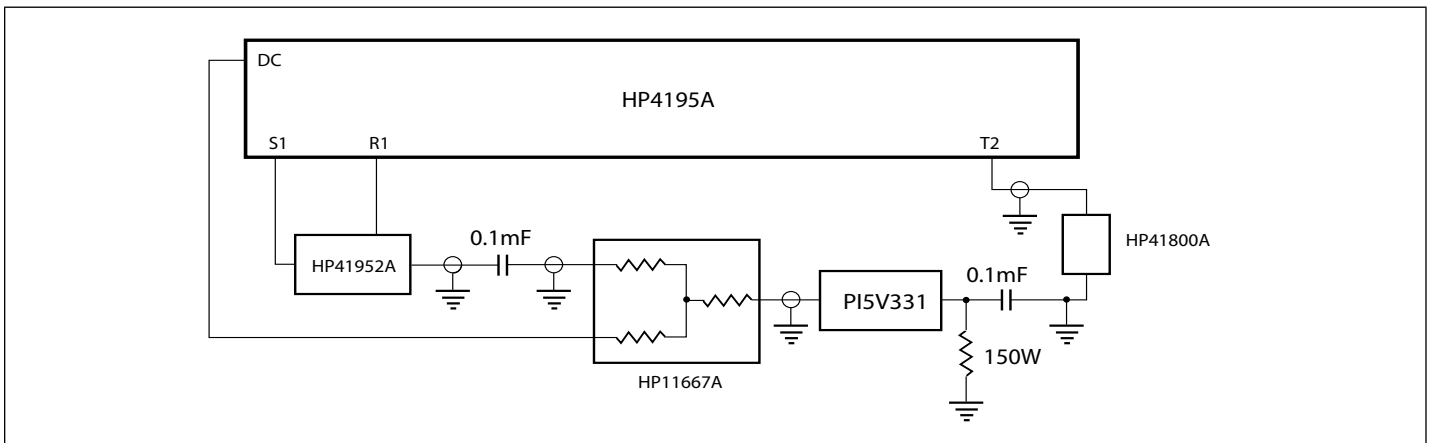 DC
HP4195A
S1
R1
T2
0.1mF
HP41952A
HP41800A
0.1mF
PI5V331
150W
HP11667A